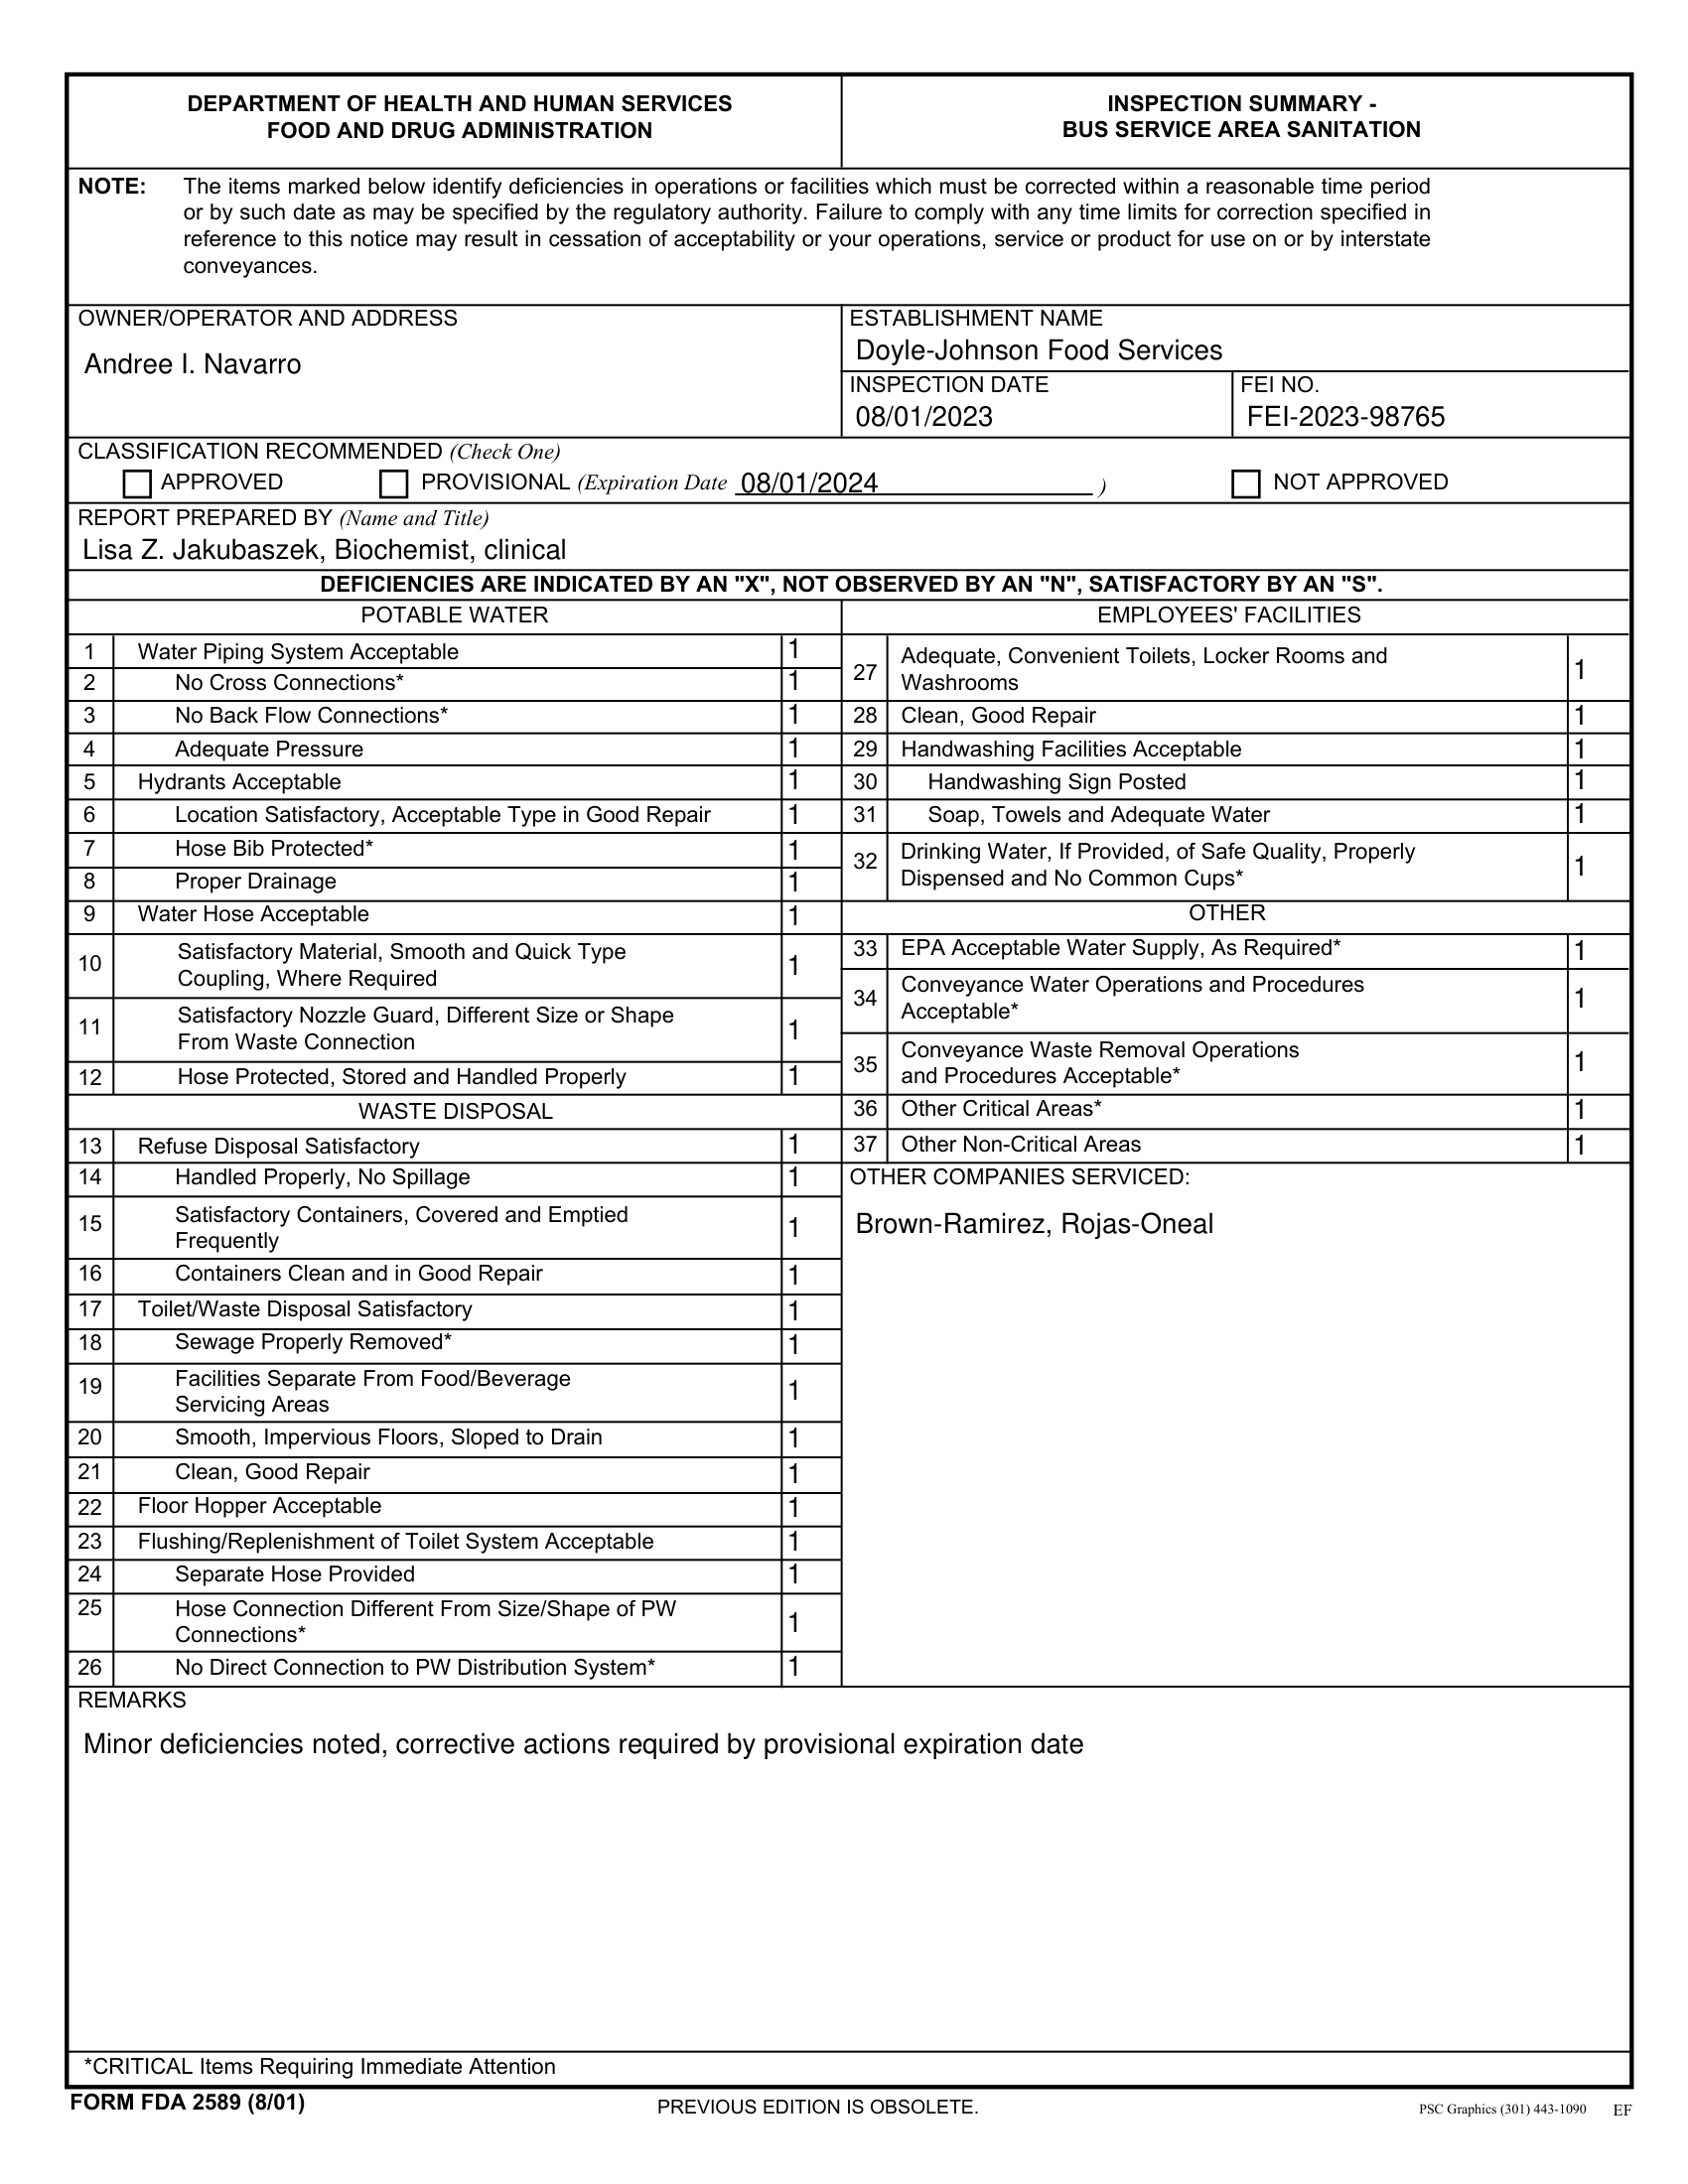 DEPARTMENT OF HEALTH AND HUMAN SERVICES
FOOD AND DRUG ADMINISTRATION
INSPECTION SUMMARY -
BUS SERVICE AREA SANITATION
NOTE: The items marked below identify deficiencies in operations or facilities which must be corrected within a reasonable time period
or by such date as may be specified by the regulatory authority. Failure to comply with any time limits for correction specified in
reference to this notice may result in cessation of acceptability or your operations, service or product for use on or by interstate
conveyances.
OWNER/OPERATOR AND ADDRESS
Andree I. Navarro
ESTABLISHMENT NAME
Doyle-Johnson Food Services
INSPECTION DATE
08/01/2023
FEI NO.
FEI-2023-98765
CLASSIFICATION RECOMMENDED (Check One)
APPROVED PROVISIONAL (Expiration Date 08/01/2024 ) NOT APPROVED
REPORT PREPARED BY (Name and Title)
Lisa Z. Jakubaszek, Biochemist, clinical
DEFICIENCIES ARE INDICATED BY AN "X", NOT OBSERVED BY AN "N", SATISFACTORY BY AN "S".
POTABLE WATER
1 Water Piping System Acceptable 1
2 No Cross Connections* 1
3 No Back Flow Connections* 1
4 Adequate Pressure 1
5 Hydrants Acceptable 1
6 Location Satisfactory, Acceptable Type in Good Repair 1
7 Hose Bib Protected* 1
8 Proper Drainage 1
9 Water Hose Acceptable 1
10 Satisfactory Material, Smooth and Quick Type
Coupling, Where Required 1
11 Satisfactory Nozzle Guard, Different Size or Shape
From Waste Connection 1
12 Hose Protected, Stored and Handled Properly 1
WASTE DISPOSAL
13 Refuse Disposal Satisfactory 1
14 Handled Properly, No Spillage 1
15 Satisfactory Containers, Covered and Emptied
Frequently 1
16 Containers Clean and in Good Repair 1
17 Toilet/Waste Disposal Satisfactory 1
18 Sewage Properly Removed* 1
19 Facilities Separate From Food/Beverage
Servicing Areas 1
20 Smooth, Impervious Floors, Sloped to Drain 1
21 Clean, Good Repair 1
22 Floor Hopper Acceptable 1
23 Flushing/Replenishment of Toilet System Acceptable 1
24 Separate Hose Provided 1
25 Hose Connection Different From Size/Shape of PW
Connections* 1
26 No Direct Connection to PW Distribution System* 1
EMPLOYEES' FACILITIES
27 Adequate, Convenient Toilets, Locker Rooms and
Washrooms 1
28 Clean, Good Repair 1
29 Handwashing Facilities Acceptable 1
30 Handwashing Sign Posted 1
31 Soap, Towels and Adequate Water 1
32 Drinking Water, If Provided, of Safe Quality, Properly
Dispensed and No Common Cups* 1
OTHER
33 EPA Acceptable Water Supply, As Required* 1
34 Conveyance Water Operations and Procedures
Acceptable* 1
35 Conveyance Waste Removal Operations
and Procedures Acceptable* 1
36 Other Critical Areas* 1
37 Other Non-Critical Areas 1
OTHER COMPANIES SERVICED:
Brown-Ramirez, Rojas-Oneal
REMARKS
Minor deficiencies noted, corrective actions required by provisional expiration date
*CRITICAL Items Requiring Immediate Attention
FORM FDA 2589 (8/01) PREVIOUS EDITION IS OBSOLETE. PSC Graphics (301) 443-1090 EF